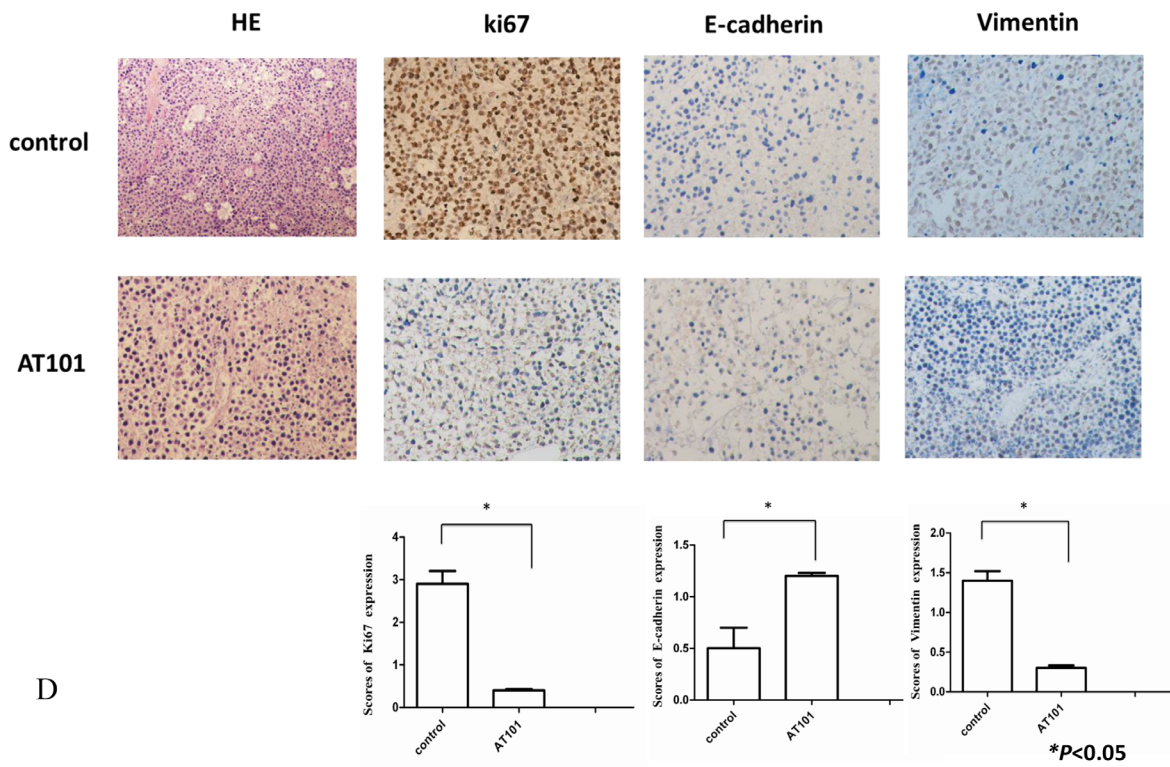 HE ki67 E-cadherin Vimentin
control
AT101
D
*
Scores of Ki67 expression
4
3
2
1
0
control AT101
*
Scores of E-cadherin expression
1.5
1.0
0.5
0.0
control AT101
*
Scores of Vimentin expression
2.0
1.5
1.0
0.5
0.0
control AT101
*P<0.05